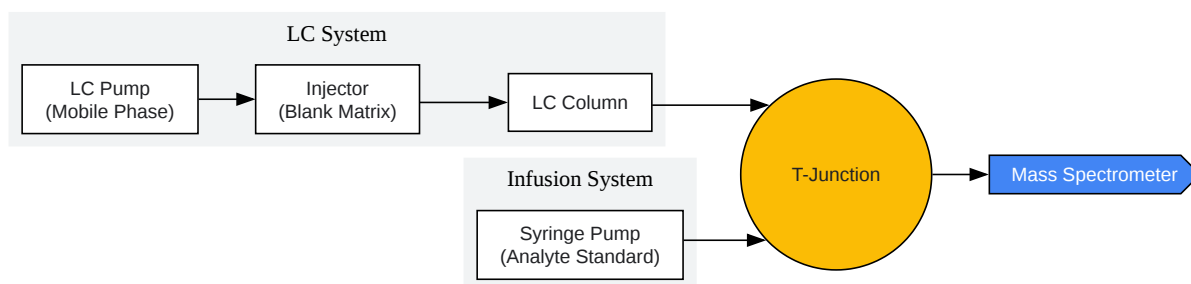 LC System
LC Pump
(Mobile Phase)
Injector
(Blank Matrix)
LC Column
T-Junction
Mass Spectrometer
Infusion System
Syringe Pump
(Analyte Standard)